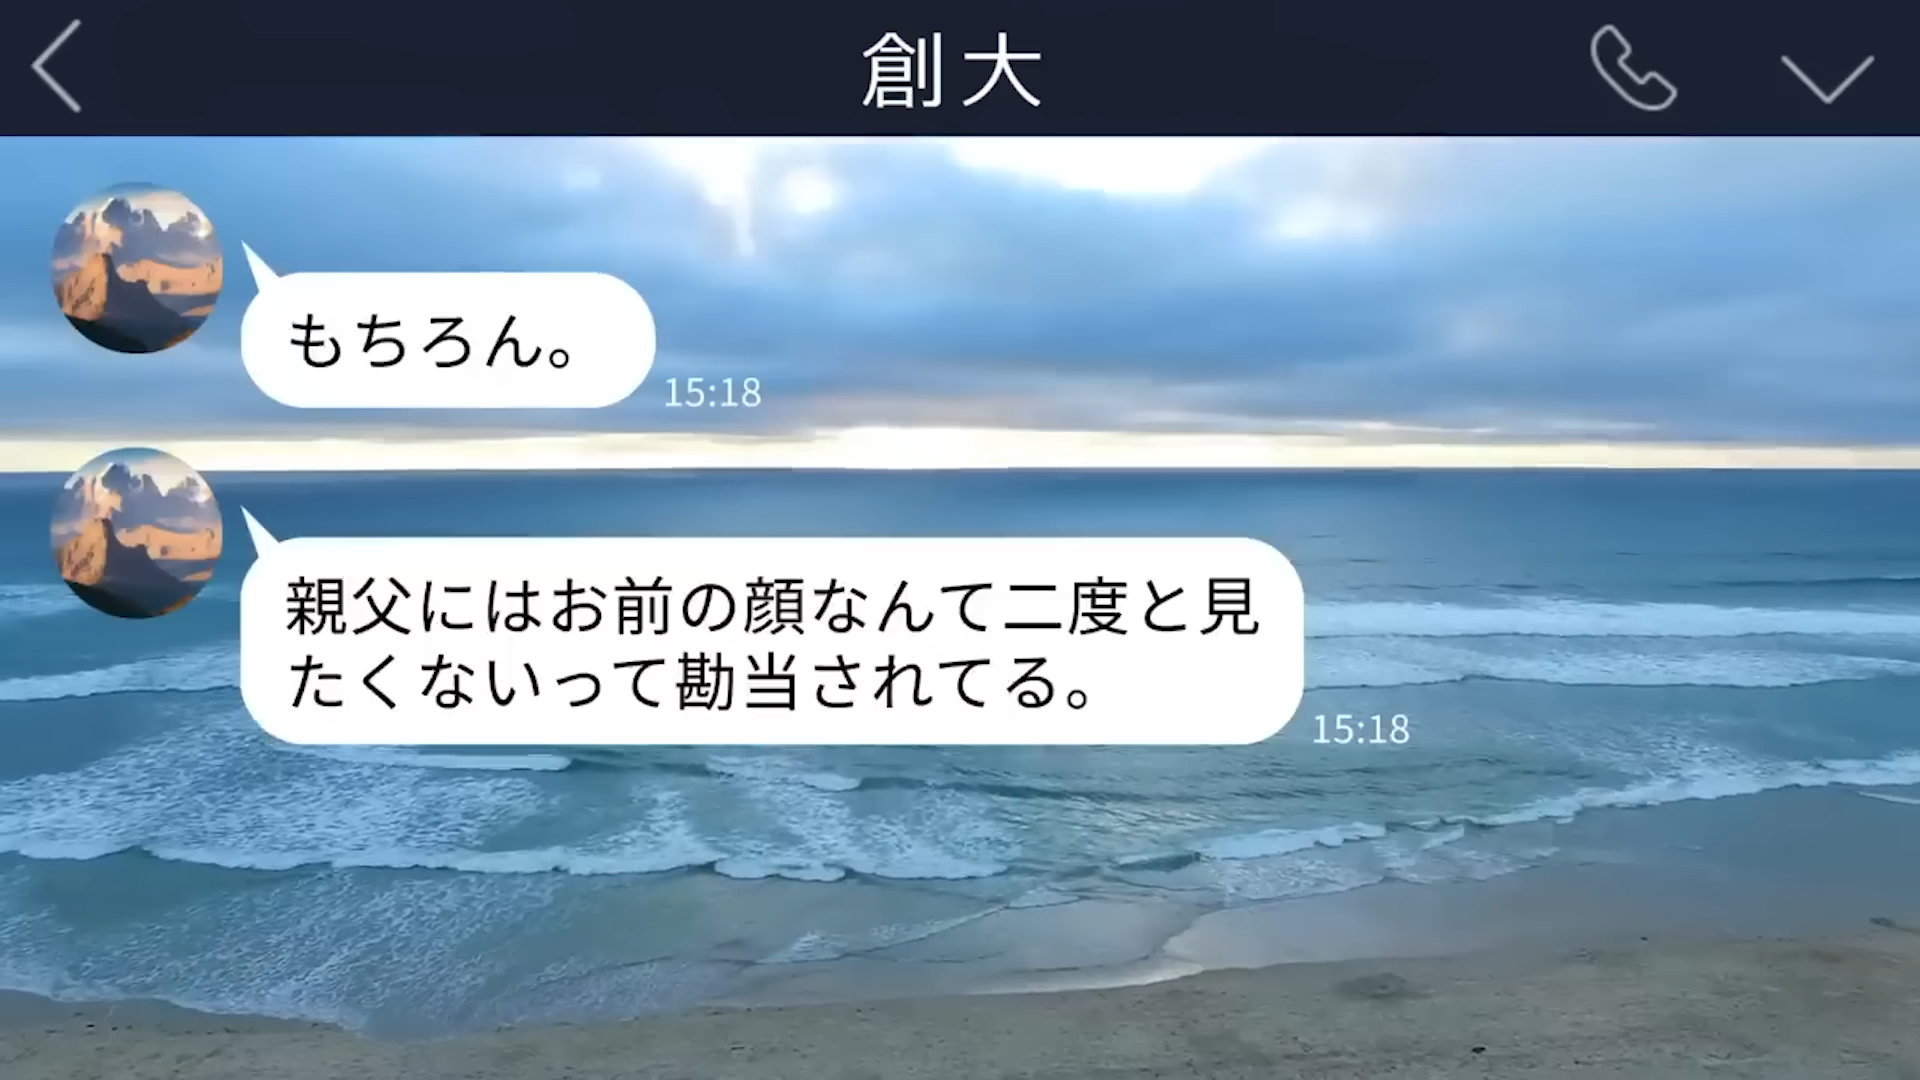 創大
もちろん。
15:18
親父にはお前の顔なんて二度と見
たくないって勘当されてる。
15:18